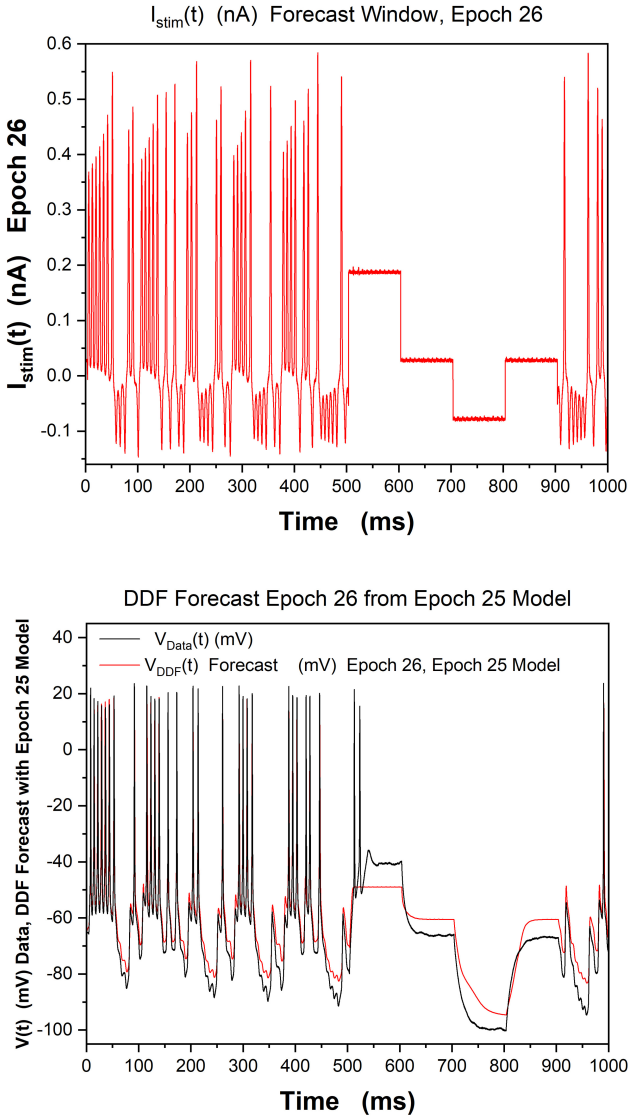 I_stim(t) (nA) Forecast Window, Epoch 26
I_stim(t) (nA) Epoch 26
0.6
0.5
0.4
0.3
0.2
0.1
0.0
-0.1
0 100 200 300 400 500 600 700 800 900 1000
Time (ms)
DDF Forecast Epoch 26 from Epoch 25 Model
V(t) (mV) Data, DDF Forecast with Epoch 25 Model
V_Data(t) (mV)
V_DDF(t) Forecast (mV) Epoch 26, Epoch 25 Model
40
20
0
-20
-40
-60
-80
-100
0 100 200 300 400 500 600 700 800 900 1000
Time (ms)